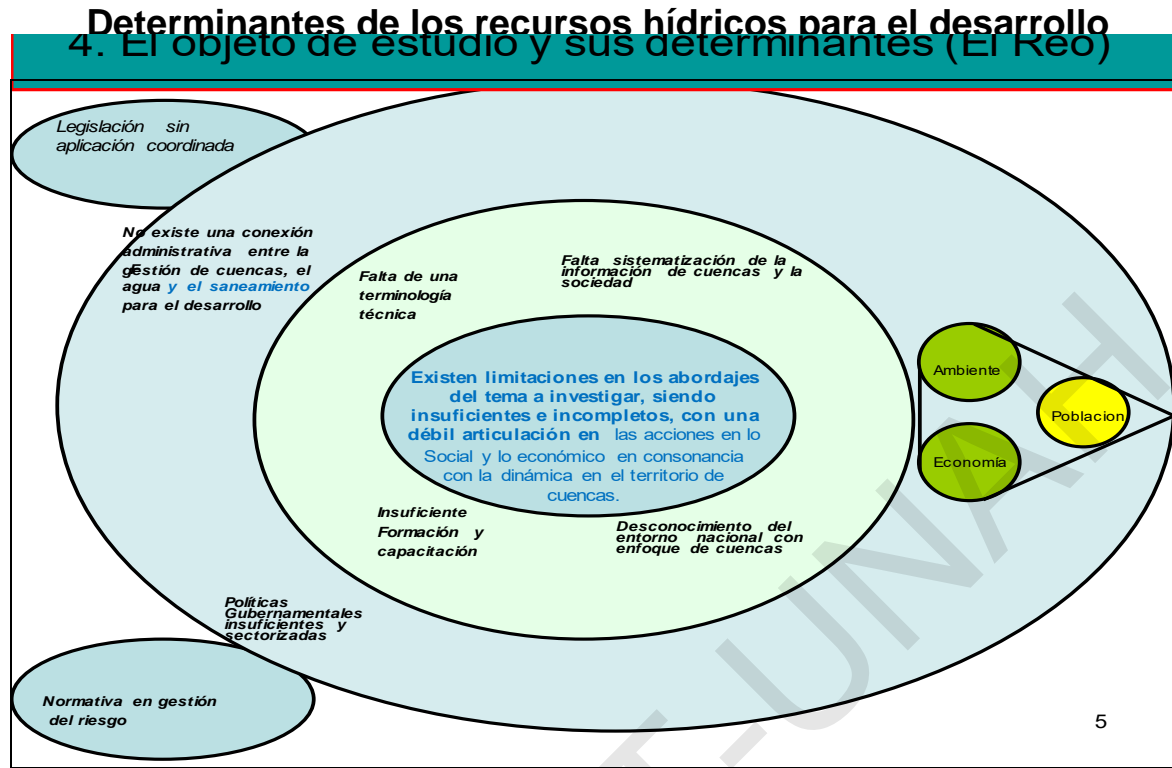 Determinantes de los recursos hídricos para el desarrollo
4. El objeto de estudio y sus determinantes (El Reo)
Legislación sin
aplicación coordinada
No existe una conexión
administrativa entre la
gestión de cuencas, el
agua y el saneamiento
para el desarrollo
Falta de una
terminología
técnica
Falta sistematización de la
información de cuencas y la
sociedad
Existen limitaciones en los abordajes
del tema a investigar, siendo
insuficientes e incompletos, con una
débil articulación en las acciones en lo
Social y lo económico en consonancia
con la dinámica en el territorio de
cuencas.
Ambiente
Poblacion
Economía
Insuficiente
Formación y
capacitación
Desconocimiento del
entorno nacional con
enfoque de cuencas
Políticas
Gubernamentales
insuficientes y
sectorizadas
Normativa en gestión
del riesgo
5
T-UNAH